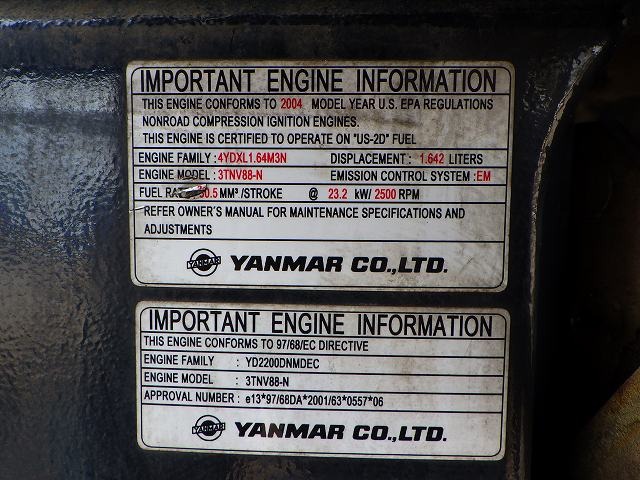 IMPORTANT ENGINE INFORMATION
THIS ENGINE CONFORMS TO 2004 MODEL YEAR U.S. EPA REGULATIONS
NONROAD COMPRESSION IGNITION ENGINES.
THIS ENGINE IS CERTIFIED TO OPERATE ON "US-2D" FUEL
ENGINE FAMILY : 4YDXL1.64M3N DISPLACEMENT : 1.642 LITERS
ENGINE MODEL : 3TNV88-N EMISSION CONTROL SYSTEM : EM
FUEL MM³ /STROKE @ 23.2 kW/ 2500 RPM
REFER OWNER'S MANUAL FOR MAINTENANCE SPECIFICATIONS AND
ADJUSTMENTS
YANMAR YANMAR CO.,LTD.
IMPORTANT ENGINE INFORMATION
THIS ENGINE CONFORMS TO 97/68/EC DIRECTIVE
ENGINE FAMILY : YD2200DNMDEC
ENGINE MODEL : 3TNV88-N
APPROVAL NUMBER : e13*97/68DA*2001/63*0557*06
YANMAR YANMAR CO.,LTD.